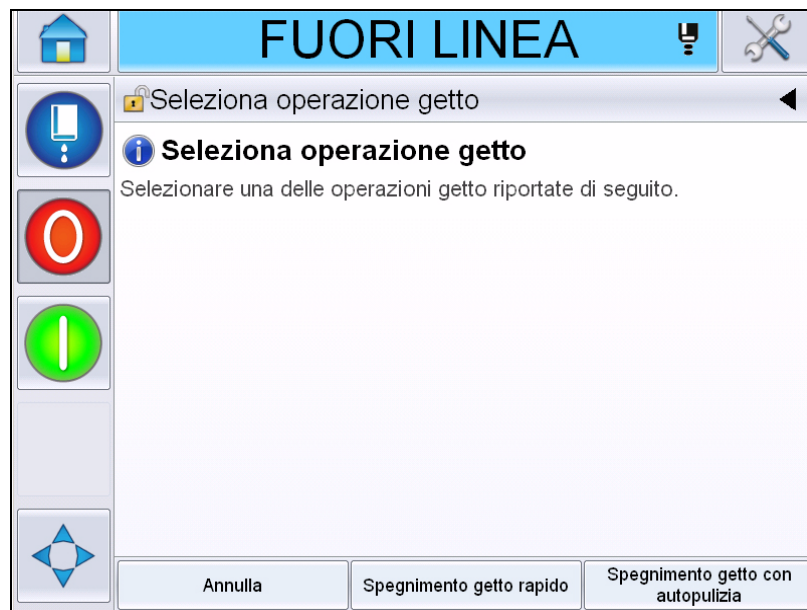 FUORI LINEA
Seleziona operazione getto
Seleziona operazione getto
Selezionare una delle operazioni getto riportate di seguito.
Annulla
Spegnimento getto rapido
Spegnimento getto con
autopulizia